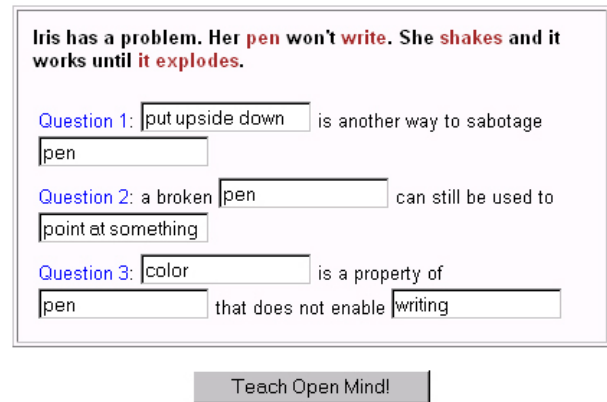 Iris has a problem. Her pen won't write. She shakes and it
works until it explodes.
Question 1: put upside down is another way to sabotage
pen
Question 2: a broken pen can still be used to
point at something
Question 3: color is a property of
pen that does not enable writing
Teach Open Mind!